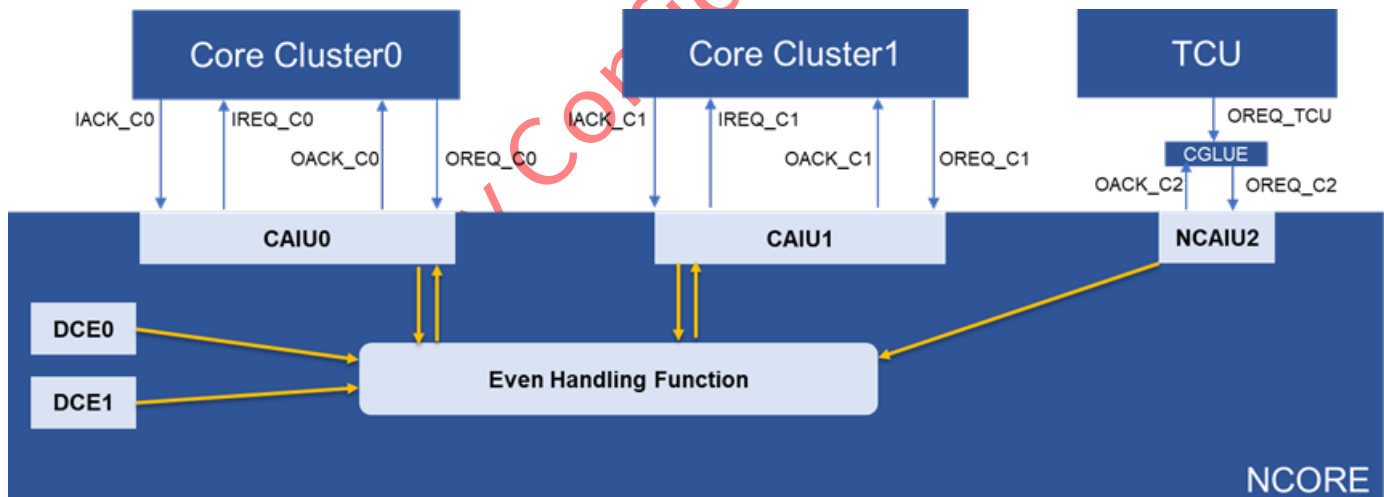 Core Cluster0
Core Cluster1
TCU
IACK_C0
IREQ_C0
OACK_C0
OREQ_C0
IACK_C1
IREQ_C1
OACK_C1
OREQ_C1
OREQ_TCU
CGLUE
OACK_C2
OREQ_C2
CAIU0
CAIU1
NCAIU2
DCE0
DCE1
Even Handling Function
NCORE